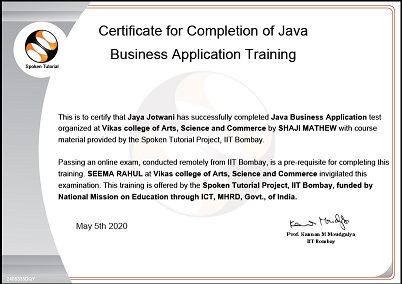 Certificate for Completion of Java
Business Application Training
Spoken Tutorial
This is to certify that Jaya Jotwani has successfully completed Java Business Application test
organized at Vikas college of Arts, Science and Commerce by SHAJI MATHEW with course
material provided by the Spoken Tutorial Project, IIT Bombay.
Passing an online exam, conducted remotely from IIT Bombay, is a pre-requisite for completing this
training. SEEMA RAHUL at Vikas college of Arts, Science and Commerce invigilated this
examination. This training is offered by the Spoken Tutorial Project, IIT Bombay, funded by
National Mission on Education through ICT, MHRD, Govt., of India.
May 5th 2020
Prof. Kannan M Moudgalya
IIT Bombay